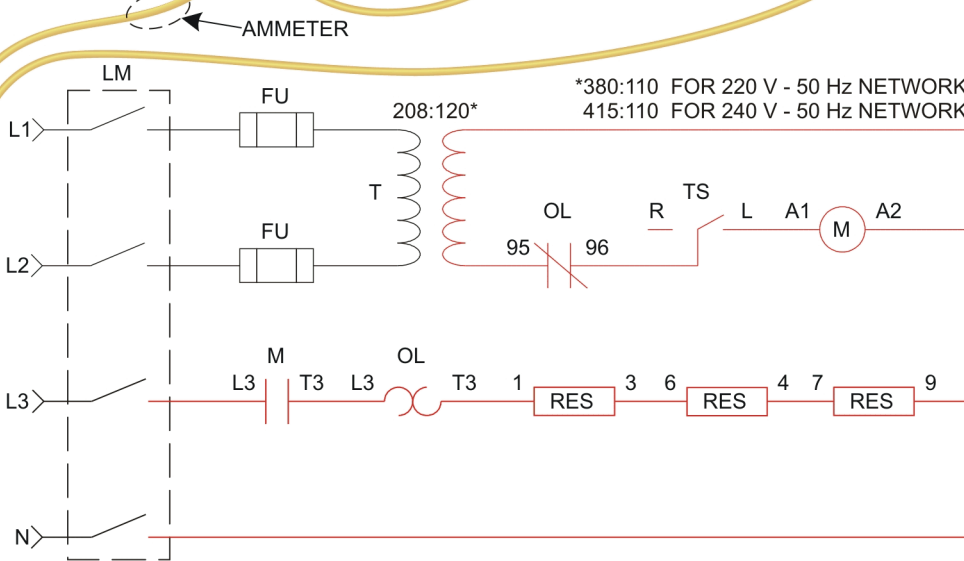 AMMETER
LM
*380:110 FOR 220 V - 50 Hz NETWORK
415:110 FOR 240 V - 50 Hz NETWORK
FU
208:120*
L1
T
TS
OL
R
L
A1
M
A2
FU
95
96
L2
M
OL
L3
T3
L3
T3
1
3
6
4
7
9
L3
RES
RES
RES
N